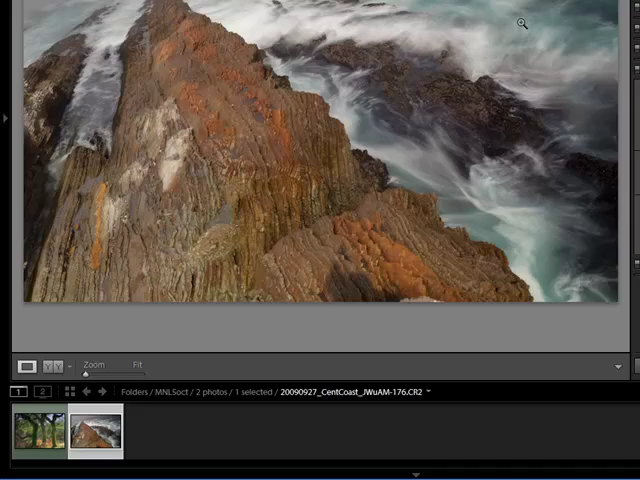 Zoom Fit
1 2 Folders / MNLSoct / 2 photos / 1 selected / 20090927_CentCoast_JWuAM-176.CR2